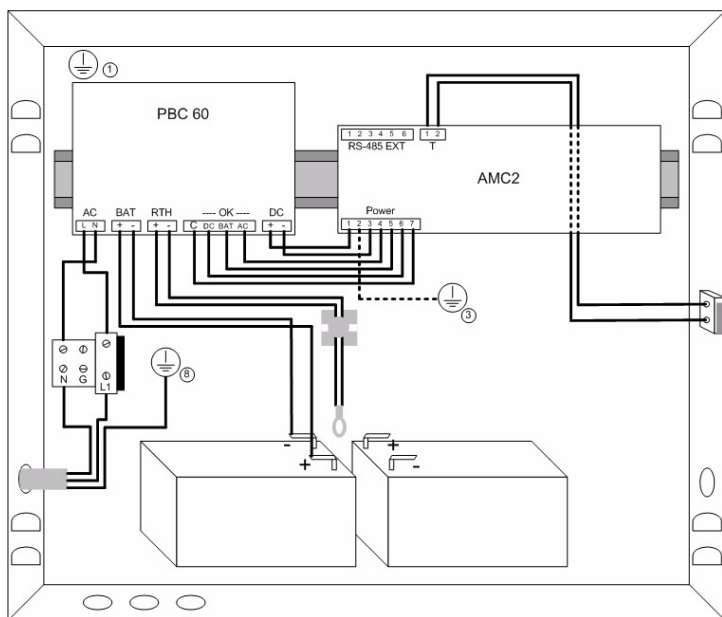 1
PBC 60
1 2 3 4 5 6
1 2
RS-485 EXT
T
AMC2
AC
BAT
RTH
---- OK ----
DC
Power
L N
+ -
+ -
C DC BAT AC
+ -
1 2 3 4 5 6 7
3
N
G
L1
8
-
+
+
-